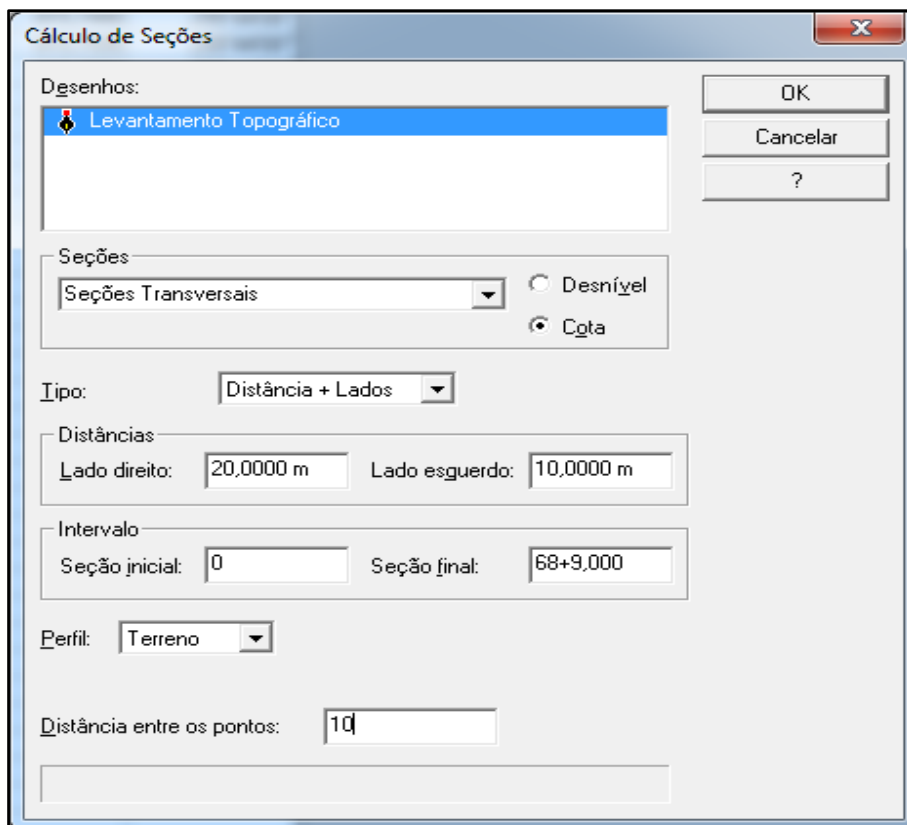 Cálculo de Seções
Desenhos:
OK
Levantamento Topográfico
Cancelar
?
Seções
Seções Transversais
Desnível
Cota
Tipo:
Distância + Lados
Distâncias
Lado direito: 20,0000 m Lado esguerdo: 10,0000 m
Intervalo
Seção inicial: 0 Seção final: 68+9,000
Perfil: Terreno
Distância entre os pontos: 10